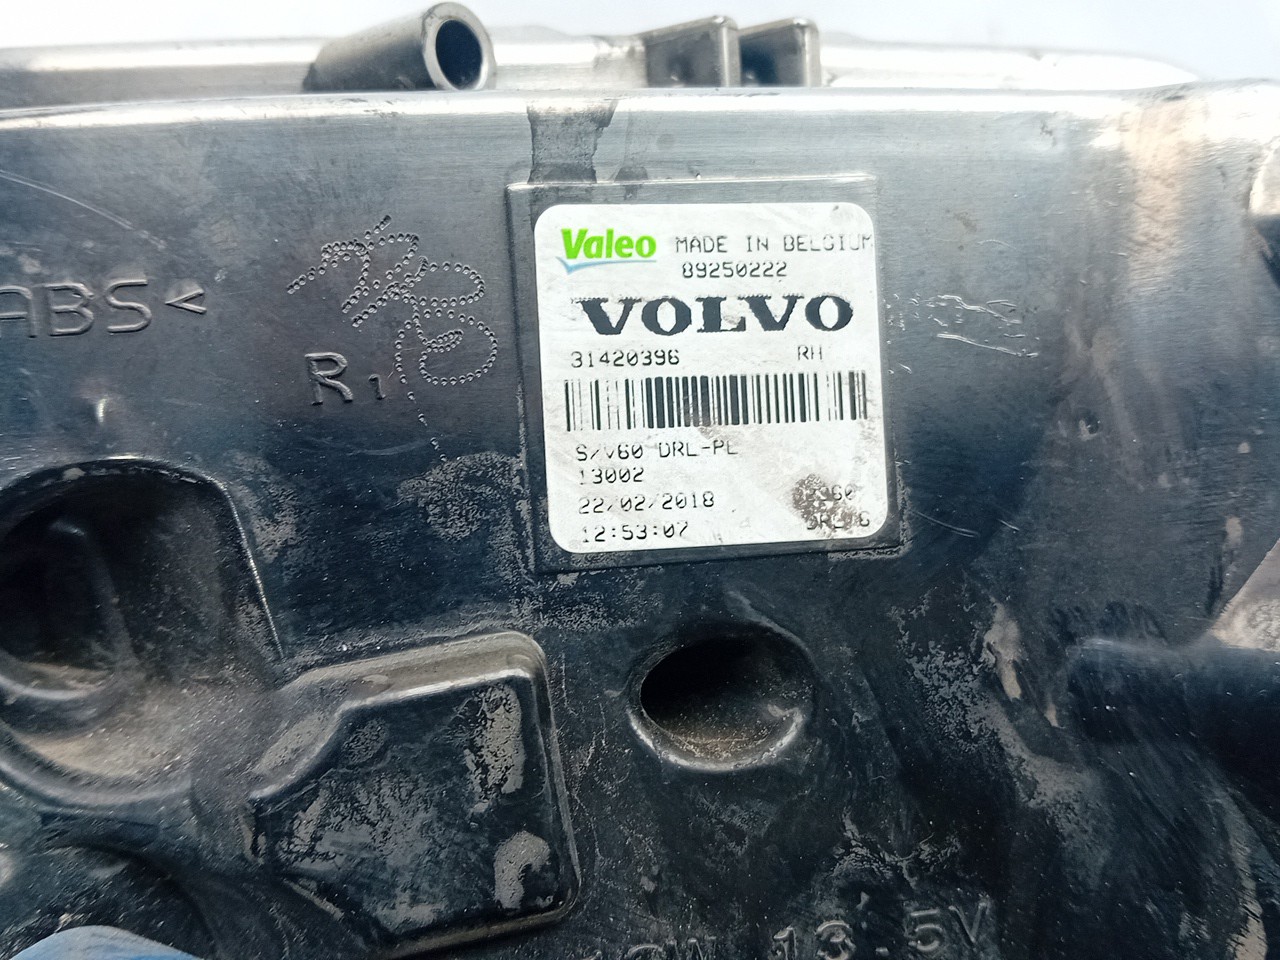 Valeo MADE IN BELGIUM
89250222
VOLVO
31420396 RH
S/V60 DRL-PL
13002
22/02/2018
12:53:07
ABS<
R1
13.5V